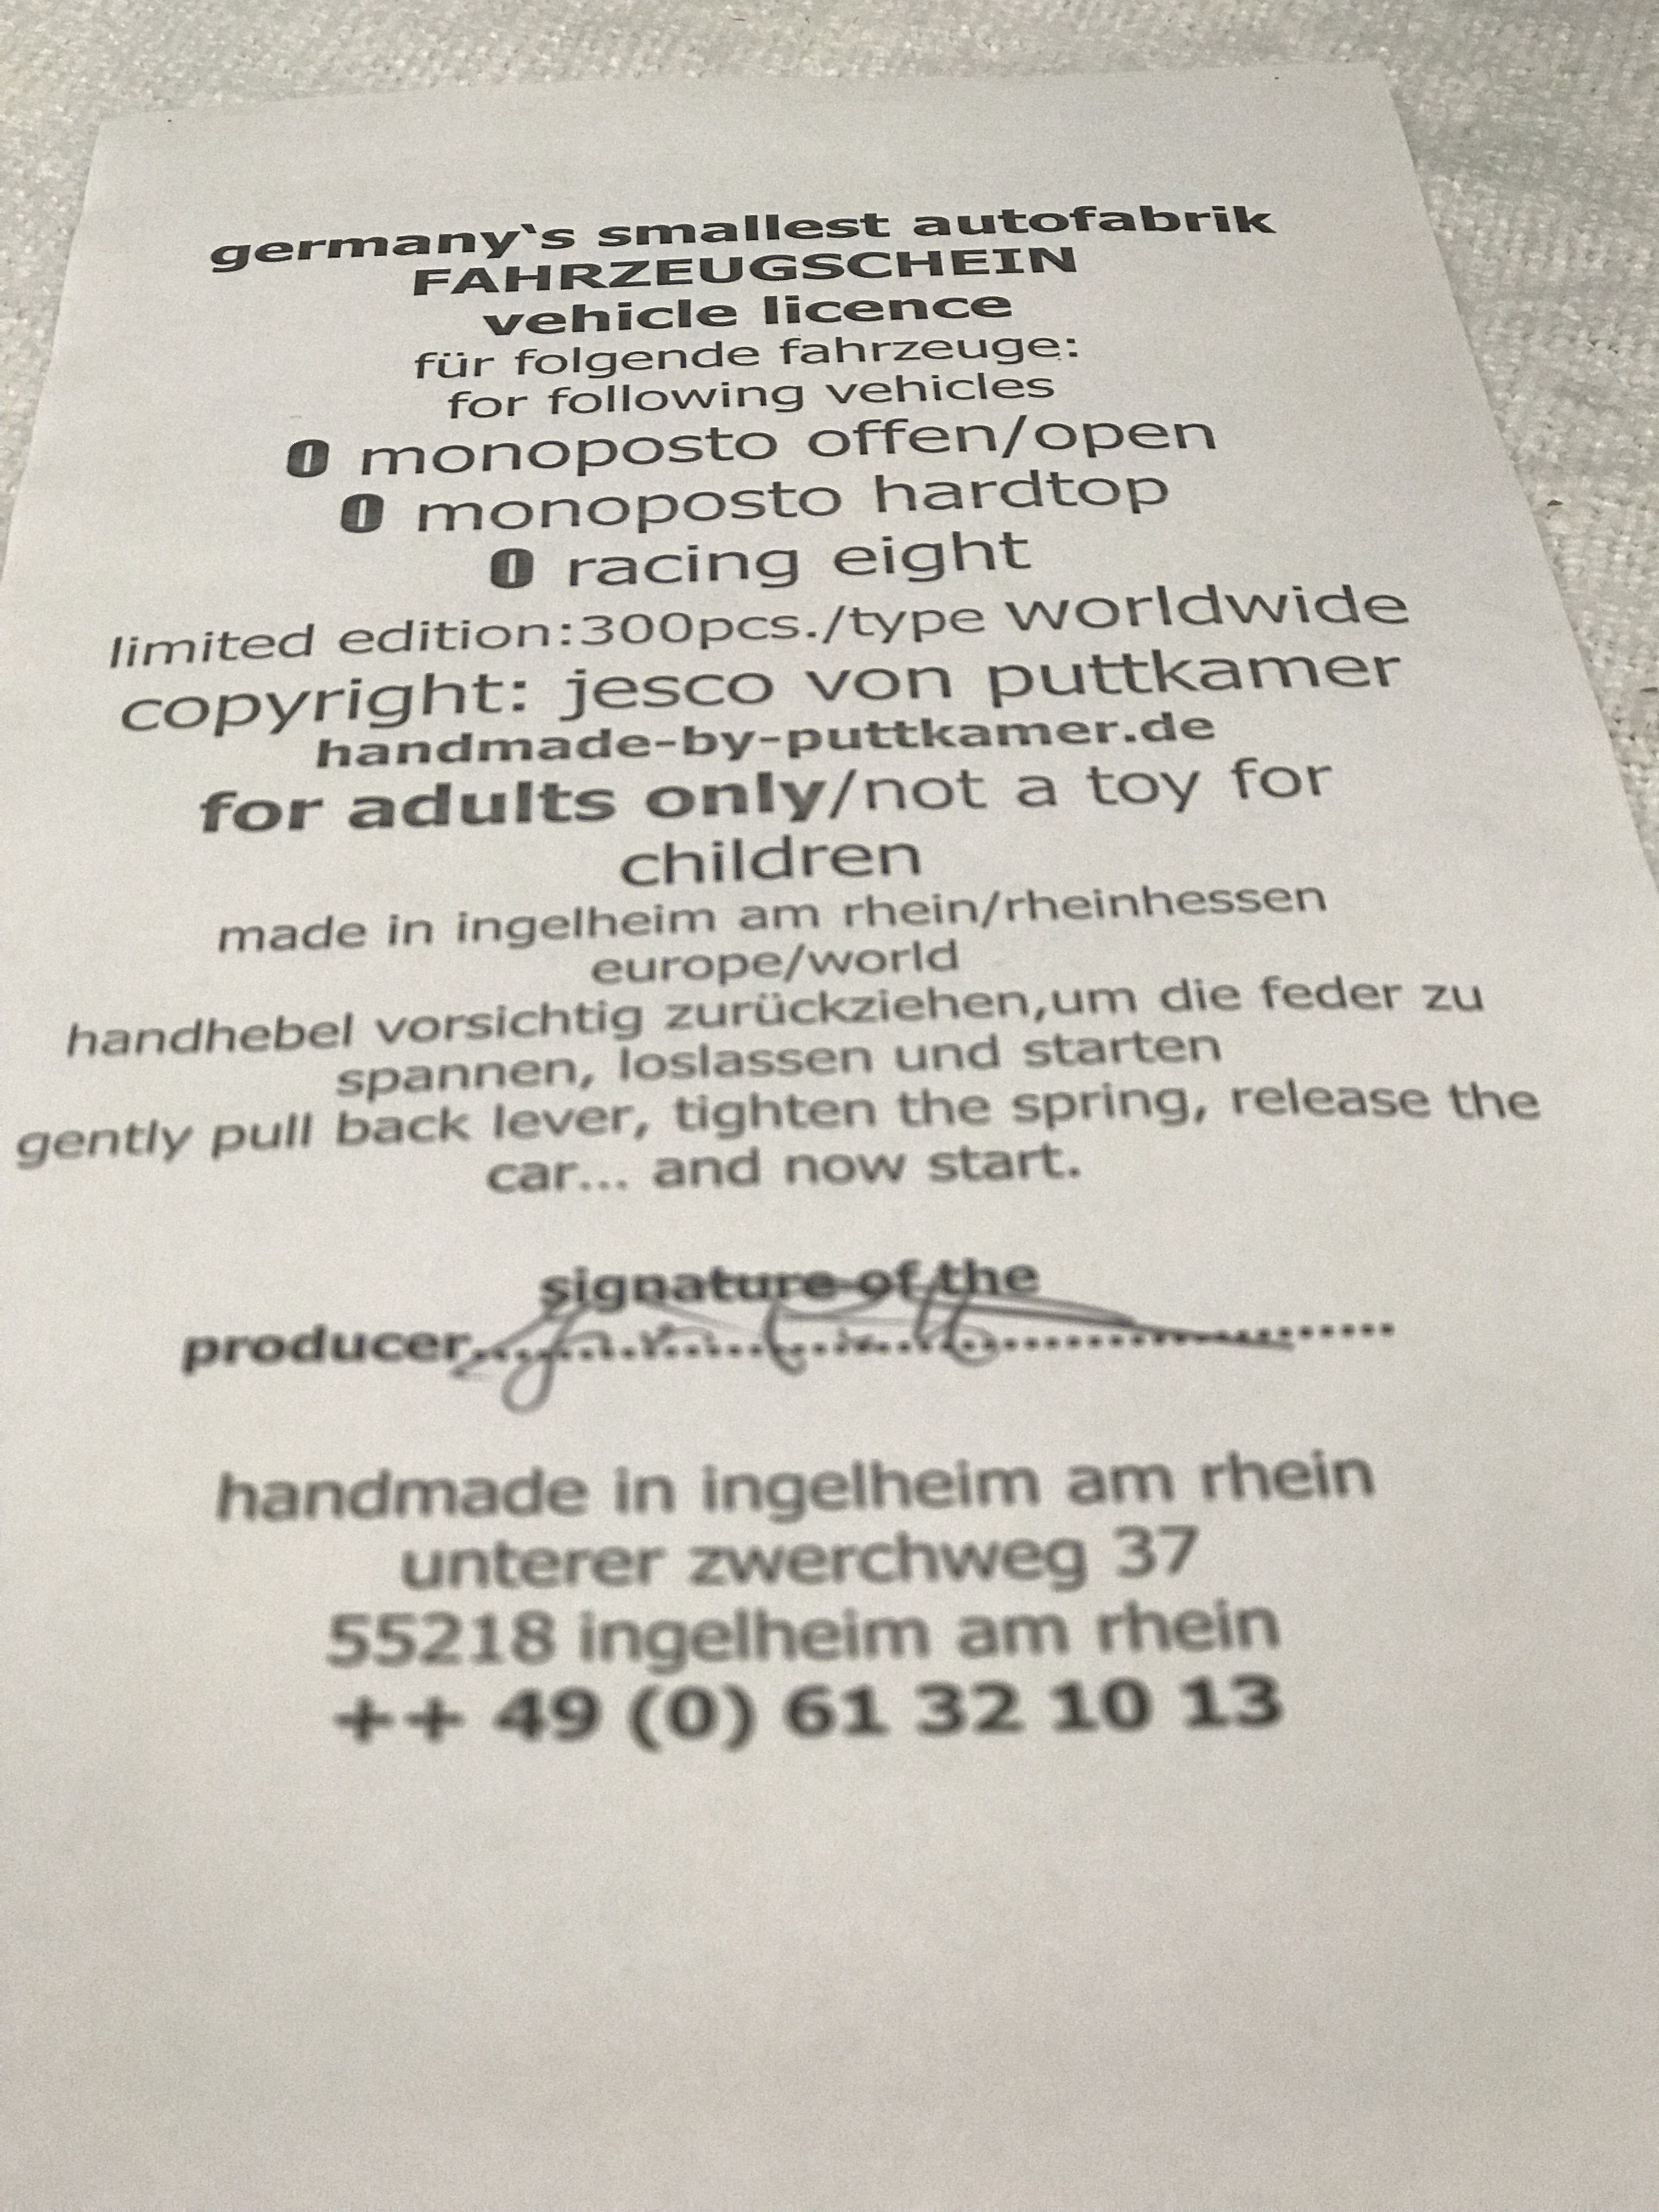 germany‘s smallest autofabrik
FAHRZEUGSCHEIN
vehicle licence
für folgende fahrzeuge:
for following vehicles
0 monoposto offen/open
0 monoposto hardtop
0 racing eight
limited edition:300pcs./type worldwide
copyright: jesco von puttkamer
handmade-by-puttkamer.de
for adults only/not a toy for
children
made in ingelheim am rhein/rheinhessen
europe/world
handhebel vorsichtig zurückziehen,um die feder zu
spannen, loslassen und starten
gently pull back lever, tighten the spring, release the
car... and now start.
signature of the
producer............................................................
handmade in ingelheim am rhein
unterer zwerchweg 37
55218 ingelheim am rhein
++ 49 (0) 61 32 10 13